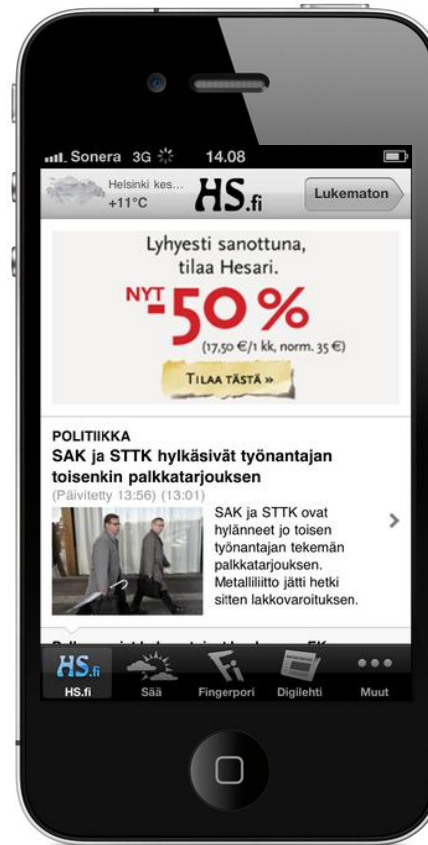 Sonera 3G 14.08
Helsinki kes...
+11°C
HS.fi
Lukematon
Lyhyesti sanottuna,
tilaa Hesari.
NYT -50 %
(17,50 €/1 kk, norm. 35 €)
TILAA TÄSTÄ »
POLITIIKKA
SAK ja STTK hylkäsivät työnantajan
toisenkin palkkatarjouksen
(Päivitetty 13:56) (13:01)
SAK ja STTK ovat
hylänneet jo toisen
työnantajan tekemän
palkkatarjouksen.
Metalliliitto jätti hetki
sitten lakkovaroituksen.
HS.fi
HS.fi
Sää
Fingerpori
Digilehti
Muut